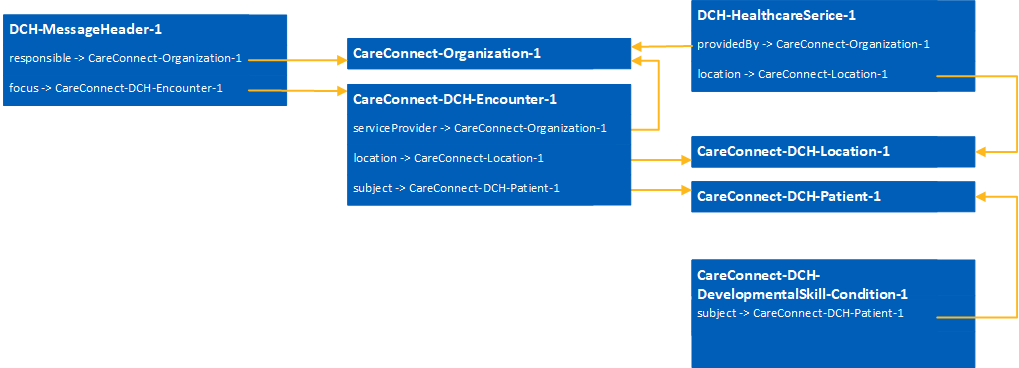 DCH-MessageHeader-1
responsible -> CareConnect-Organization-1
focus -> CareConnect-DCH-Encounter-1
CareConnect-Organization-1
CareConnect-DCH-Encounter-1
serviceProvider -> CareConnect-Organization-1
location -> CareConnect-Location-1
subject -> CareConnect-DCH-Patient-1
DCH-HealthcareSerice-1
providedBy -> CareConnect-Organization-1
location -> CareConnect-Location-1
CareConnect-DCH-Location-1
CareConnect-DCH-Patient-1
CareConnect-DCH-
DevelopmentalSkill-Condition-1
subject -> CareConnect-DCH-Patient-1